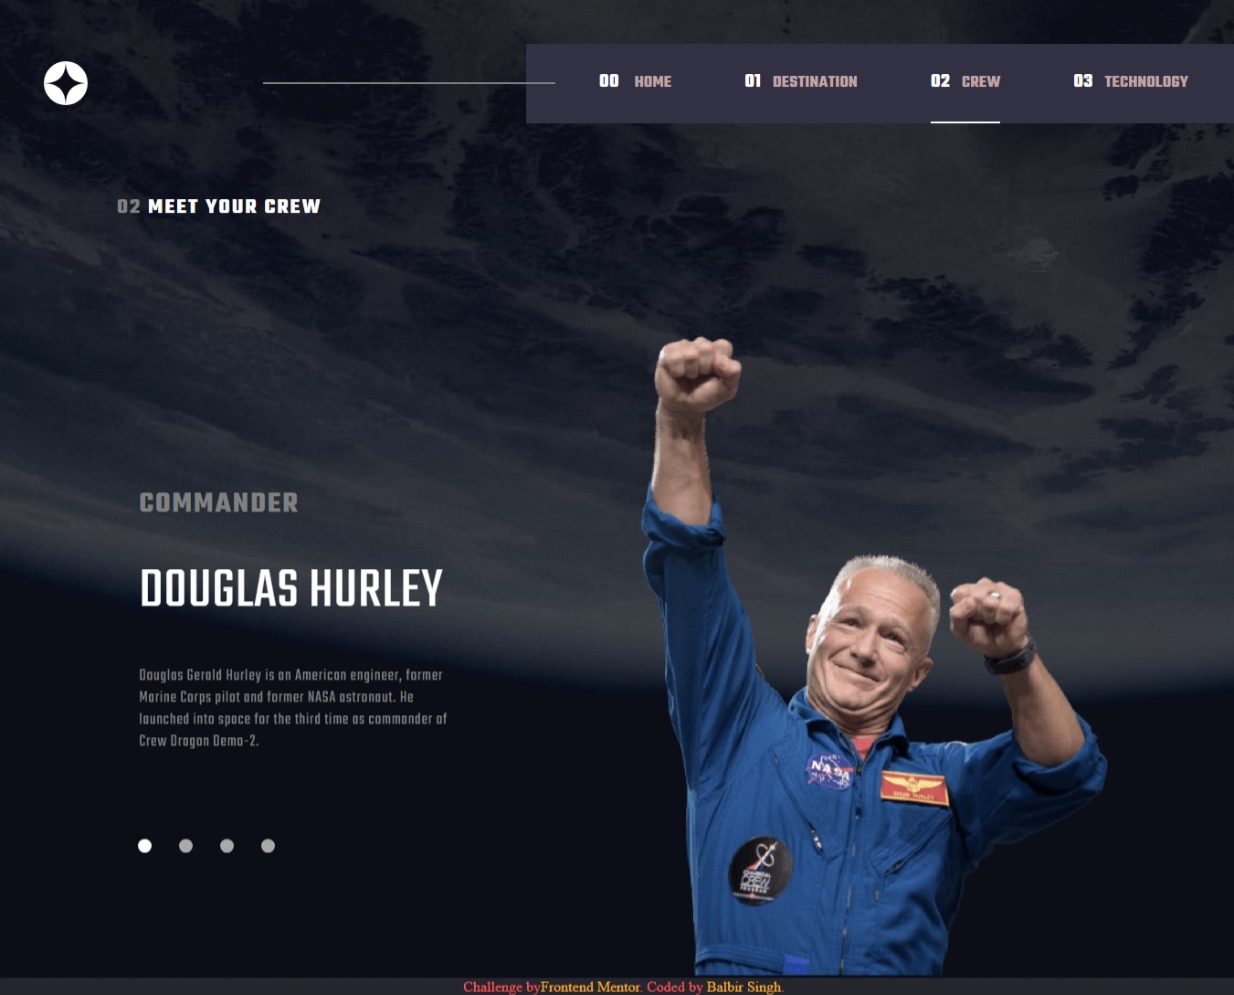 00 HOME 01 DESTINATION 02 CREW 03 TECHNOLOGY
02 MEET YOUR CREW
COMMANDER
DOUGLAS HURLEY
Douglas Gerald Hurley is an American engineer, former
Marine Corps pilot and former NASA astronaut. He
launched into space for the third time as commander of
Crew Dragon Demo-2.
NASA
CREW
Challenge byFrontend Mentor. Coded by Balbir Singh.